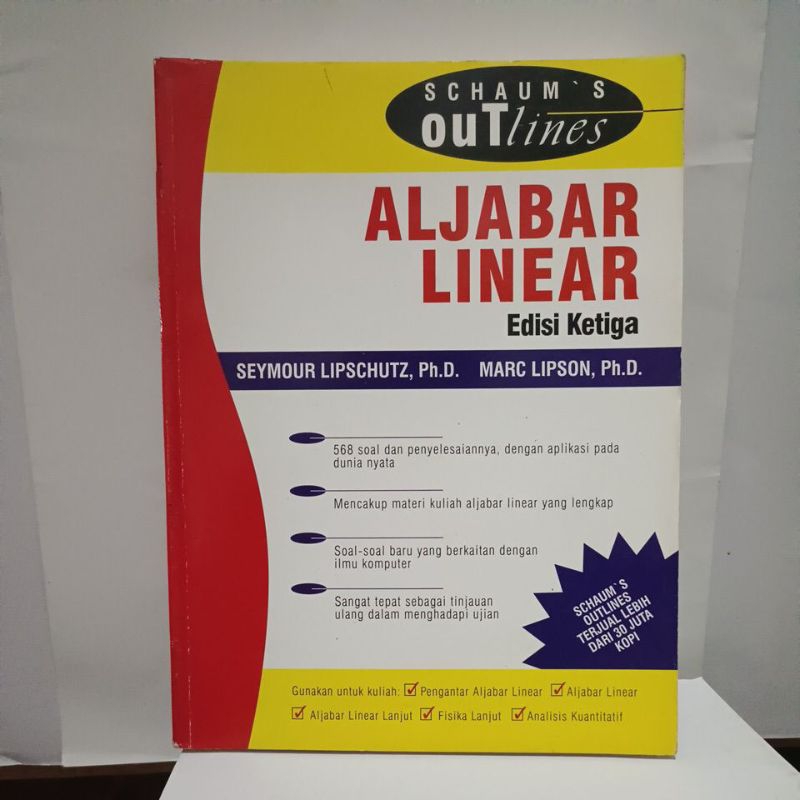 SCHAUM`S
ouTlines
ALJABAR
LINEAR
Edisi Ketiga
SEYMOUR LIPSCHUTZ, Ph.D. MARC LIPSON, Ph.D.
568 soal dan penyelesaiannya, dengan aplikasi pada
dunia nyata
Mencakup materi kuliah aljabar linear yang lengkap
Soal-soal baru yang berkaitan dengan
ilmu komputer
Sangat tepat sebagai tinjauan
ulang dalam menghadapi ujian
SCHAUM`S
OUTLINES
TERJUAL LEBIH
DARI 30 JUTA
KOPI
Gunakan untuk kuliah: ☑ Pengantar Aljabar Linear ☑ Aljabar Linear
☑ Aljabar Linear Lanjut ☑ Fisika Lanjut ☑ Analisis Kuantitatif